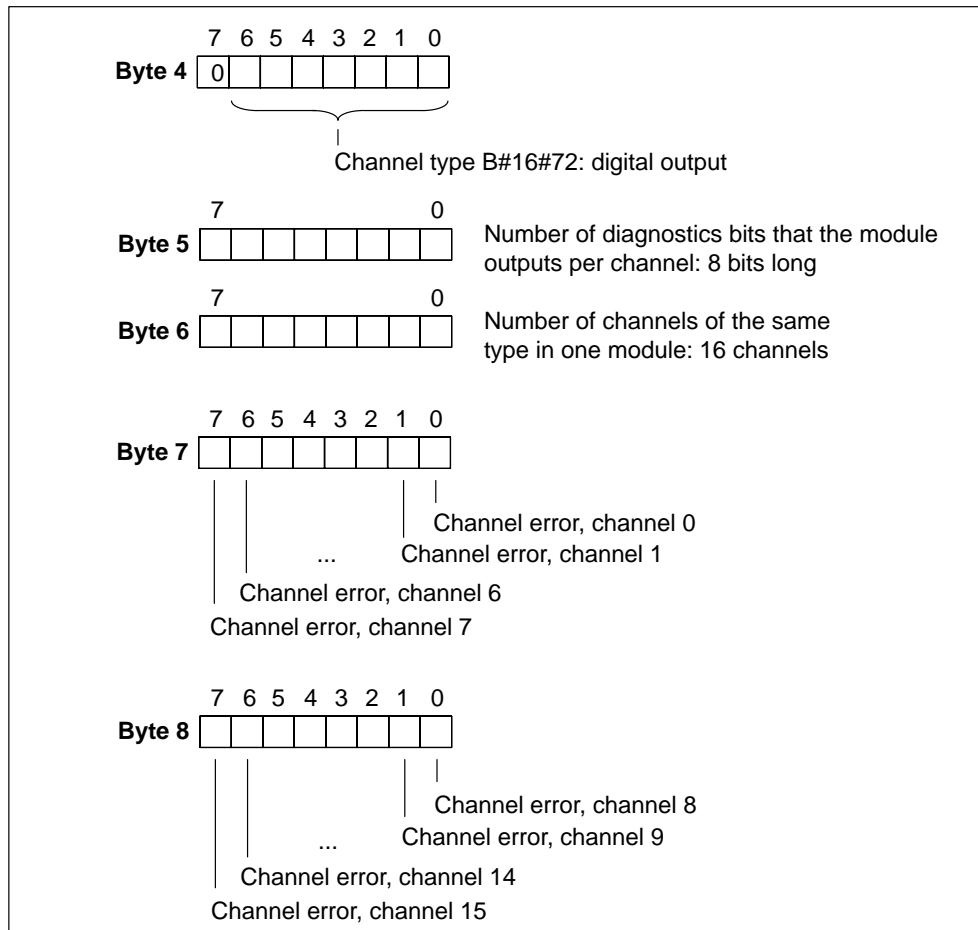 7 6 5 4 3 2 1 0
Byte 4 0
Channel type B#16#72: digital output
7 0
Byte 5
Number of diagnostics bits that the module
outputs per channel: 8 bits long
7 0
Byte 6
Number of channels of the same
type in one module: 16 channels
7 6 5 4 3 2 1 0
Byte 7
Channel error, channel 0
... Channel error, channel 1
Channel error, channel 6
Channel error, channel 7
7 6 5 4 3 2 1 0
Byte 8
Channel error, channel 8
... Channel error, channel 9
Channel error, channel 14
Channel error, channel 15